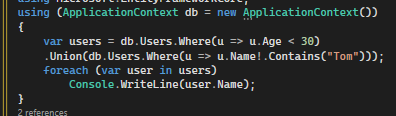 using Microsoft.EntityFrameworkCore;
using (ApplicationContext db = new ApplicationContext())
{
var users = db.Users.Where(u => u.Age < 30)
.Union(db.Users.Where(u => u.Name!.Contains("Tom")));
foreach (var user in users)
Console.WriteLine(user.Name);
}
2 references